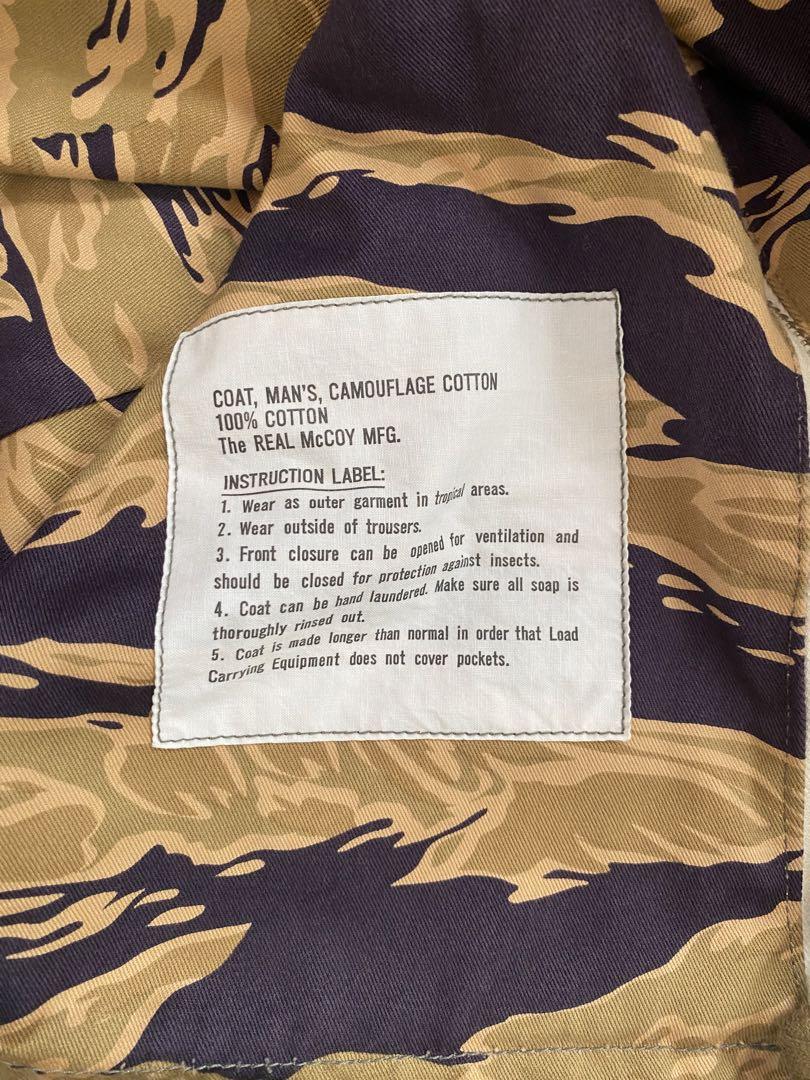 COAT, MAN'S, CAMOUFLAGE COTTON
100% COTTON
The REAL McCOY MFG.
INSTRUCTION LABEL:
1. Wear as outer garment in tropical areas.
2. Wear outside of trousers.
3. Front closure can be opened for ventilation and
should be closed for protection against insects.
4. Coat can be hand laundered. Make sure all soap is
thoroughly rinsed out.
5. Coat is made longer than normal in order that Load
Carrying Equipment does not cover pockets.